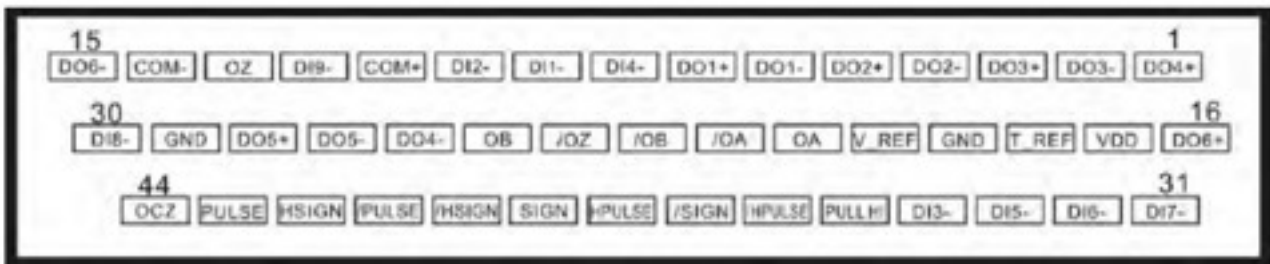 15 1
DO6- COM- OZ DI9- COM+ DI2- DI1- DI4- DO1+ DO1- DO2+ DO2- DO3+ DO3- DO4+
30 16
DI8- GND DO5+ DO5- DO4- OB /OZ /OB /OA OA V_REF GND T_REF VDD DO6+
44 31
OCZ PULSE HSIGN /PULSE /HSIGN SIGN HPULSE /SIGN /HPULSE PULL HI DI3- DI5- DI6- DI7-